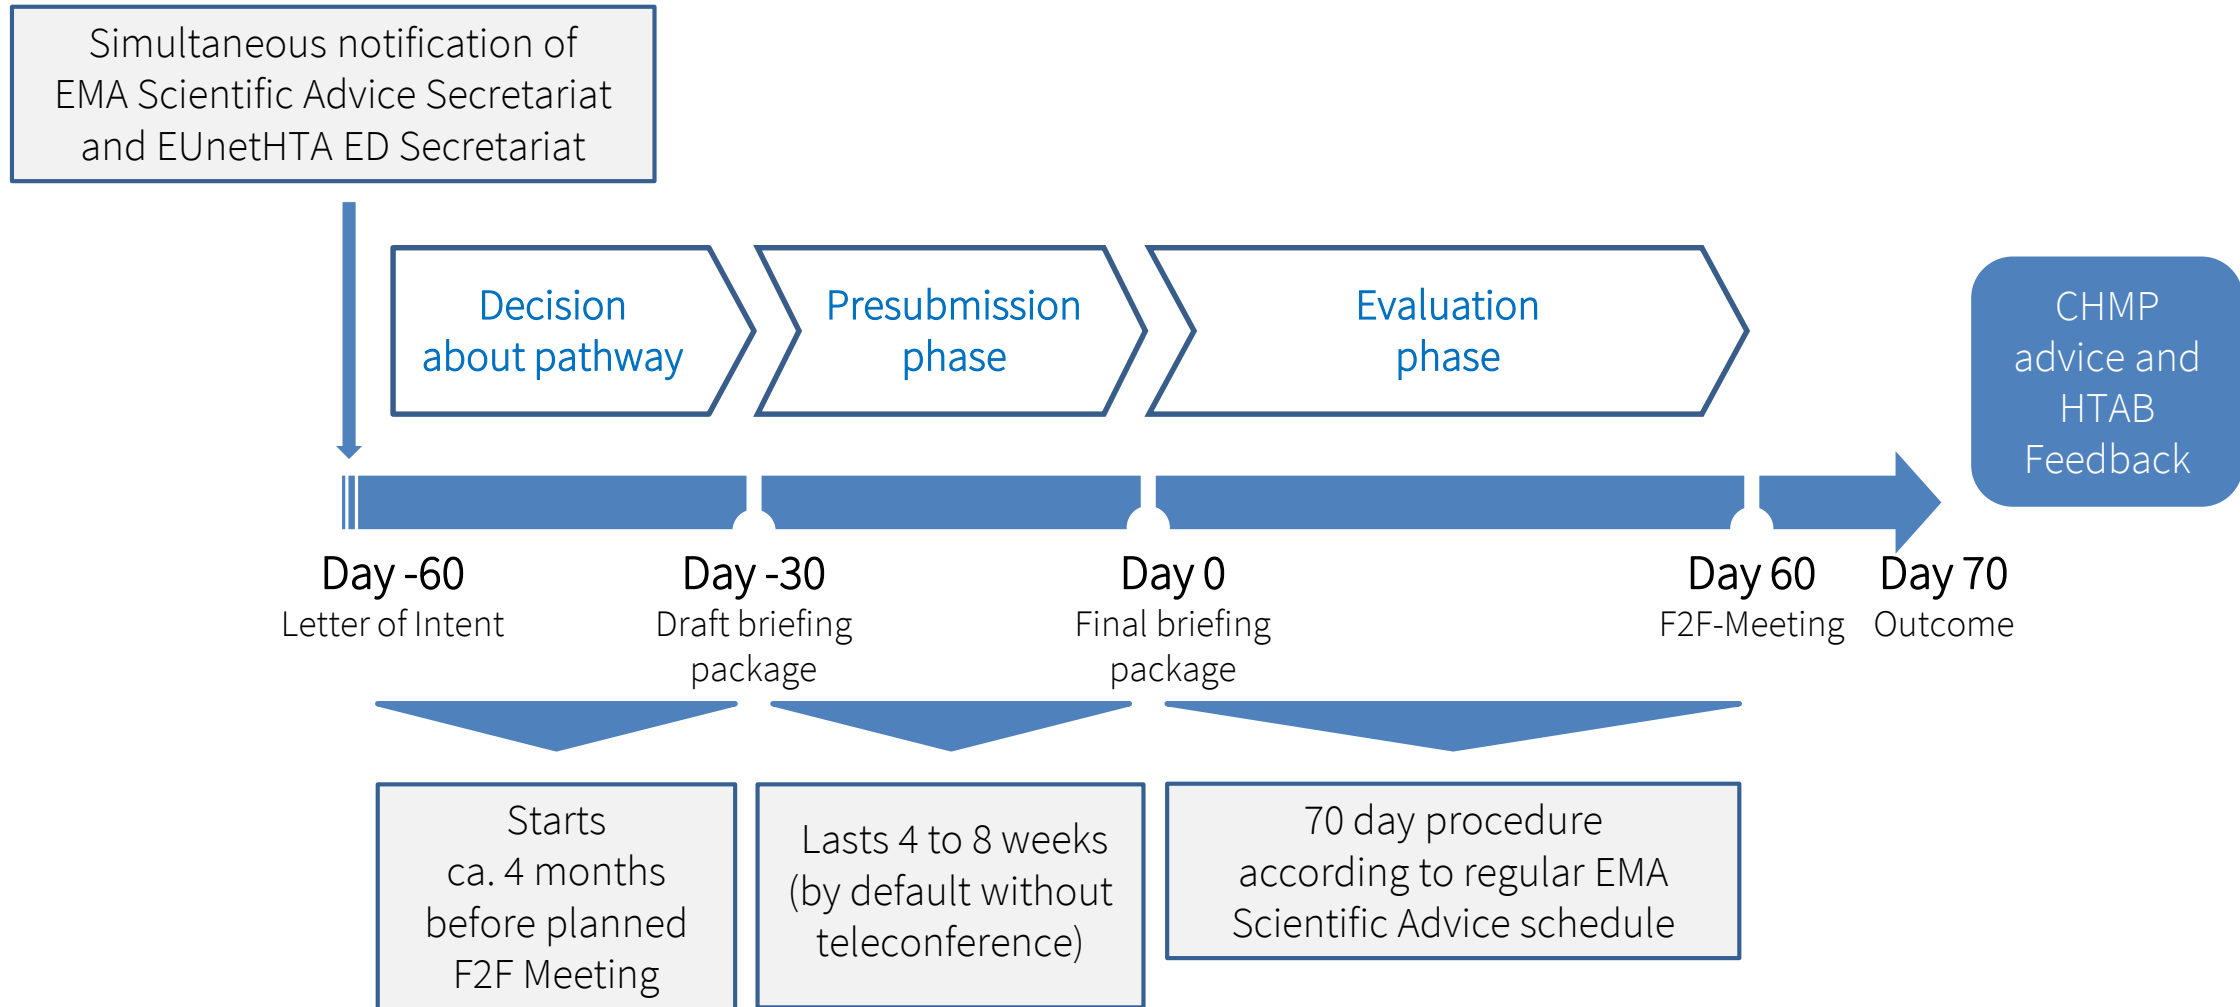 Simultaneous notification of
EMA Scientific Advice Secretariat
and EUnetHTA ED Secretariat
Decision
about pathway
Presubmission
phase
Evaluation
phase
CHMP
advice and
HTAB
Feedback
Day -60
Letter of Intent
Day -30
Draft briefing
package
Day 0
Final briefing
package
Day 60
F2F-Meeting
Day 70
Outcome
Starts
ca. 4 months
before planned
F2F Meeting
Lasts 4 to 8 weeks
(by default without
teleconference)
70 day procedure
according to regular EMA
Scientific Advice schedule